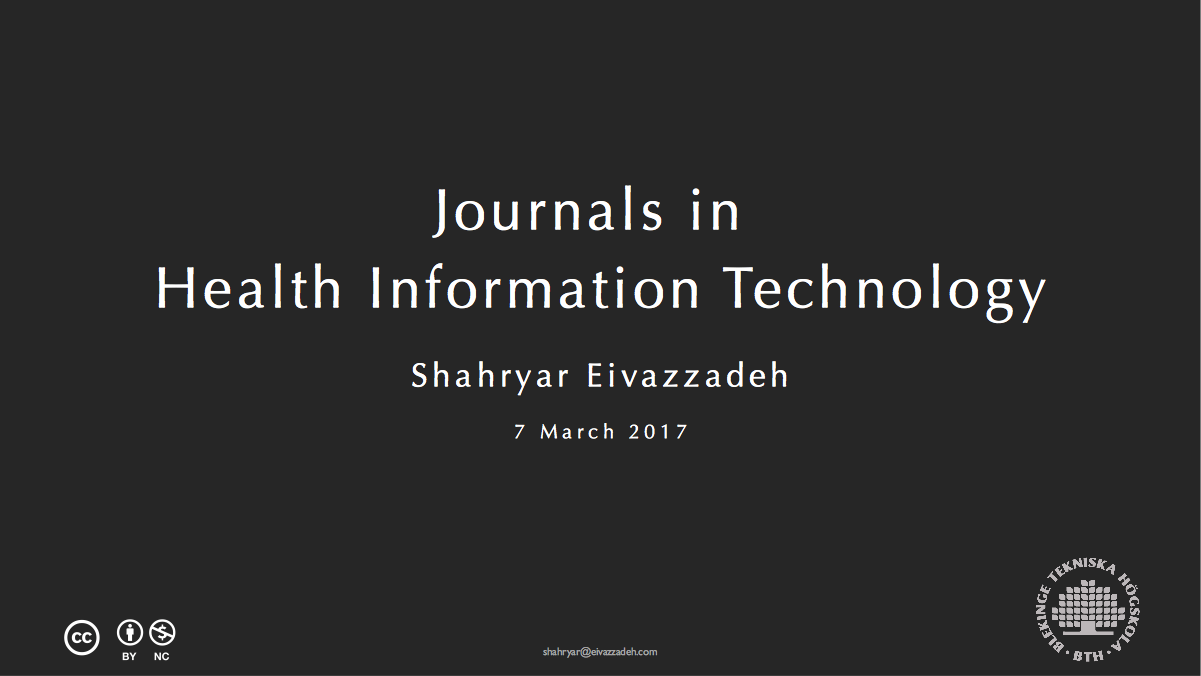 Journals in
Health Information Technology
Shahryar Eivazzadeh
7 March 2017
cc
BY NC
shahryar@eivazzadeh.com
BLEKINGE TEKNISKA HÖGSKOLA · BTH ·